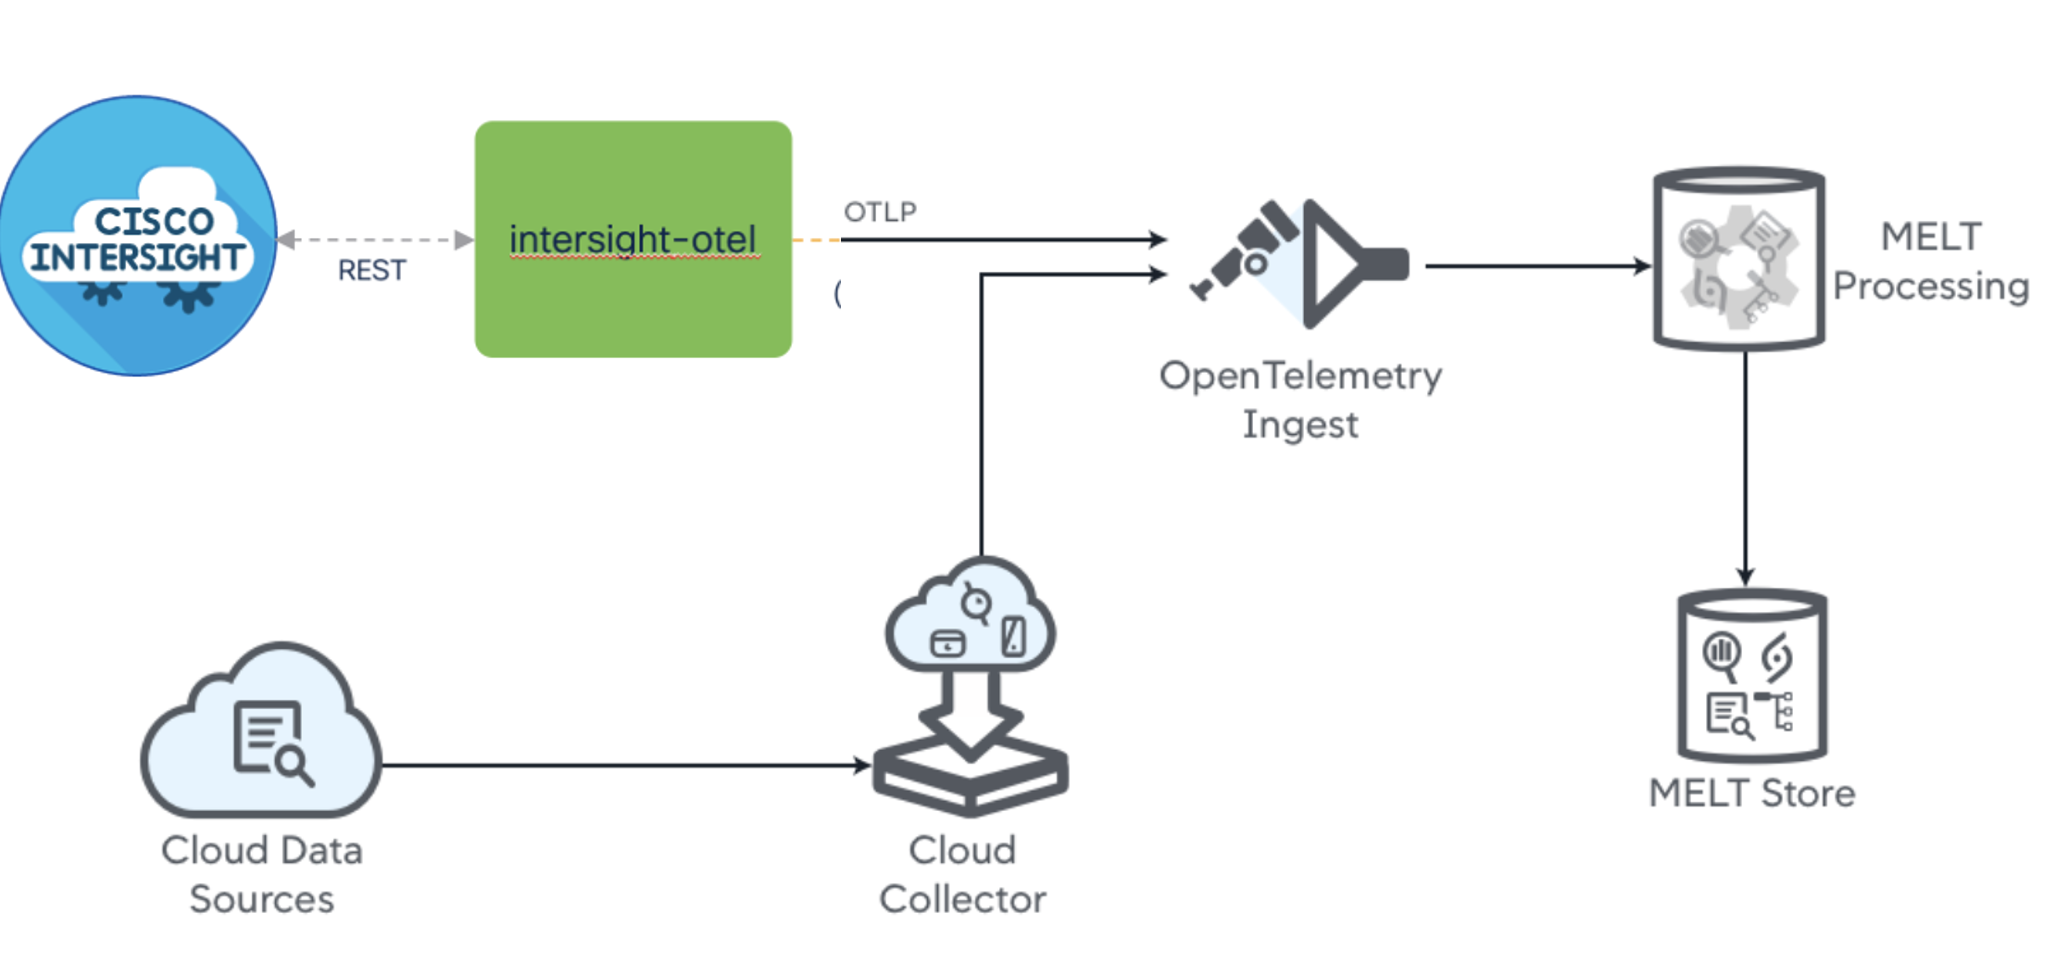 CISCO
INTERSIGHT
REST
intersight-otel
OTLP
(
OpenTelemetry
Ingest
MELT
Processing
MELT Store
Cloud Data
Sources
Cloud
Collector